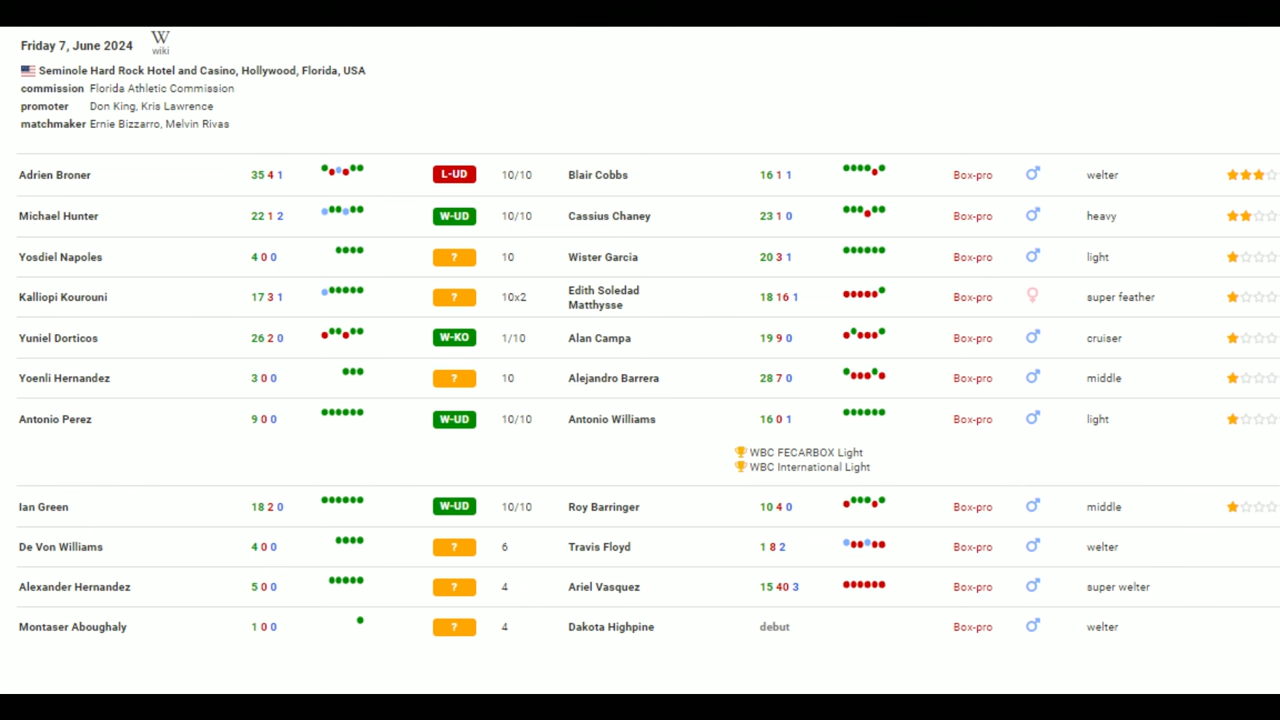 Friday 7, June 2024 W wiki
Seminole Hard Rock Hotel and Casino, Hollywood, Florida, USA
commission Florida Athletic Commission
promoter Don King, Kris Lawrence
matchmaker Ernie Bizzarro, Melvin Rivas
Adrien Broner 35 4 1 L-UD 10/10 Blair Cobbs 16 1 1 Box-pro welter
Michael Hunter 22 1 2 W-UD 10/10 Cassius Chaney 23 1 0 Box-pro heavy
Yosdiel Napoles 4 0 0 ? 10 Wister Garcia 20 3 1 Box-pro light
Kalliopi Kourouni 17 3 1 ? 10x2 Edith Soledad Matthysse 18 16 1 Box-pro super feather
Yuniel Dorticos 26 2 0 W-KO 1/10 Alan Campa 19 9 0 Box-pro cruiser
Yoenli Hernandez 3 0 0 ? 10 Alejandro Barrera 28 7 0 Box-pro middle
Antonio Perez 9 0 0 W-UD 10/10 Antonio Williams 16 0 1 Box-pro light
WBC FECARBOX Light
WBC International Light
Ian Green 18 2 0 W-UD 10/10 Roy Barringer 10 4 0 Box-pro middle
De Von Williams 4 0 0 ? 6 Travis Floyd 1 8 2 Box-pro welter
Alexander Hernandez 5 0 0 ? 4 Ariel Vasquez 15 40 3 Box-pro super welter
Montaser Aboughaly 1 0 0 ? 4 Dakota Highpine debut Box-pro welter